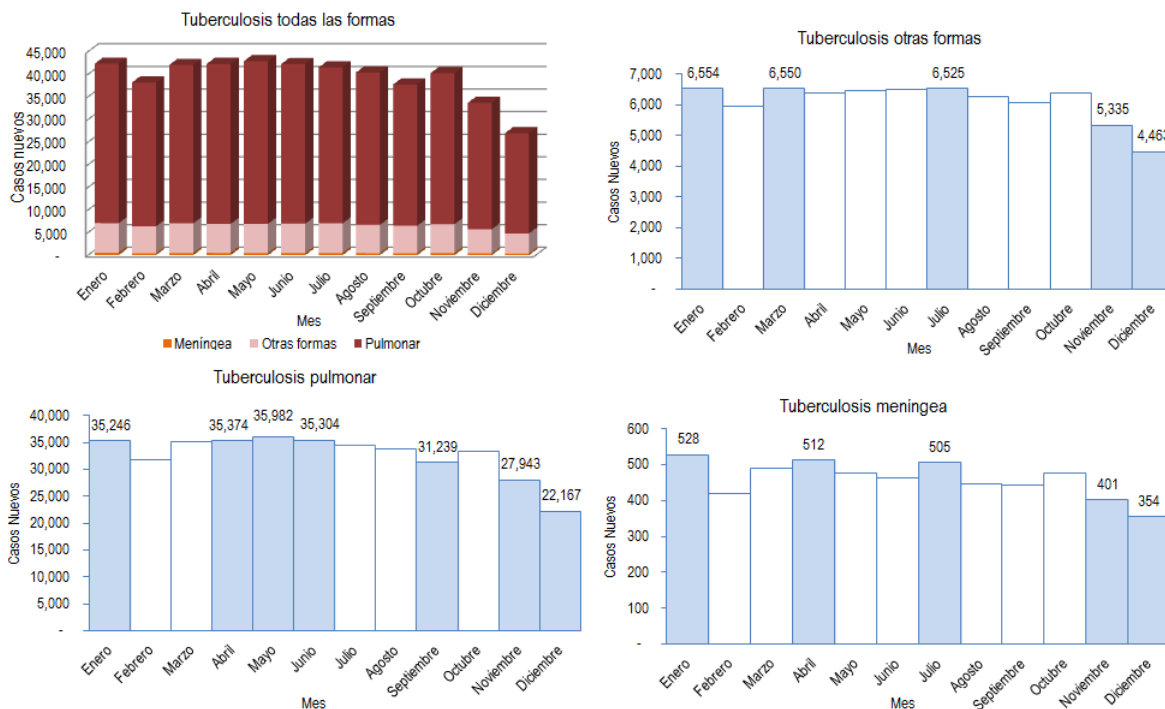 Tuberculosis todas las formas
45,000
40,000
35,000
30,000
25,000
20,000
15,000
10,000
5,000
-
Casos nuevos
Enero
Febrero
Marzo
Abril
Mayo
Junio
Julio
Agosto
Septiembre
Octubre
Noviembre
Diciembre
Mes
Meníngea Otras formas Pulmonar
Tuberculosis otras formas
6,554 6,550 6,525 5,335 4,463
7,000
6,000
5,000
4,000
3,000
2,000
1,000
-
Casos Nuevos
Enero
Febrero
Marzo
Abril
Mayo
Junio
Julio
Agosto
Septiembre
Octubre
Noviembre
Diciembre
Mes
Tuberculosis pulmonar
35,246 35,374 35,982 35,304 31,239 27,943 22,167
40,000
35,000
30,000
25,000
20,000
15,000
10,000
5,000
-
Casos Nuevos
Enero
Febrero
Marzo
Abril
Mayo
Junio
Julio
Agosto
Septiembre
Octubre
Noviembre
Diciembre
Mes
Tuberculosis meníngea
528 512 505 401 354
600
500
400
300
200
100
-
Casos Nuevos
Enero
Febrero
Marzo
Abril
Mayo
Junio
Julio
Agosto
Septiembre
Octubre
Noviembre
Diciembre
Mes